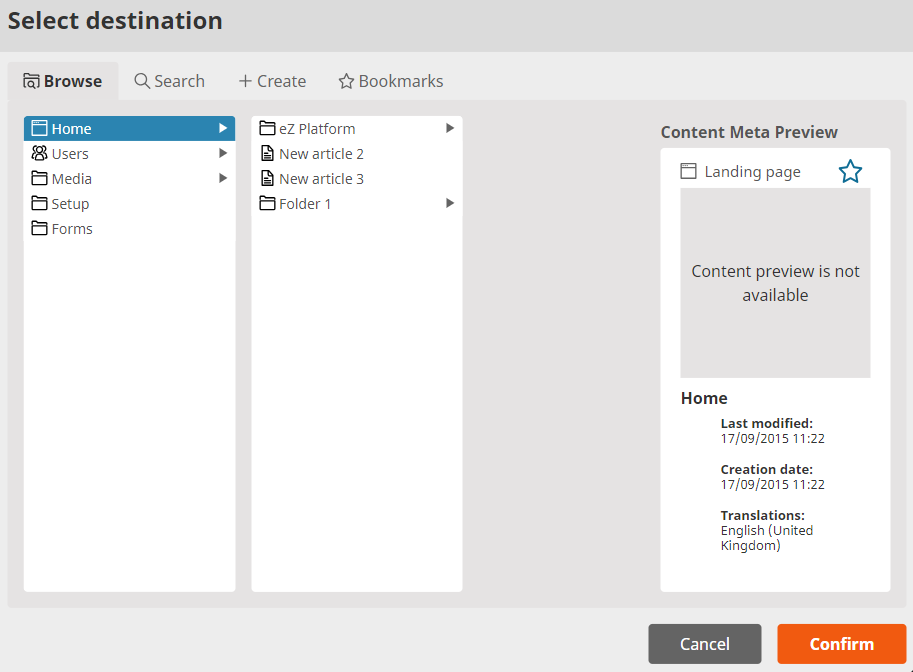 Select destination
Browse
Search
Create
Bookmarks
Home
Users
Media
Setup
Forms
eZ Platform
New article 2
New article 3
Folder 1
Content Meta Preview
Landing page
Content preview is not
available
Home
Last modified:
17/09/2015 11:22
Creation date:
17/09/2015 11:22
Translations:
English (United
Kingdom)
Cancel
Confirm